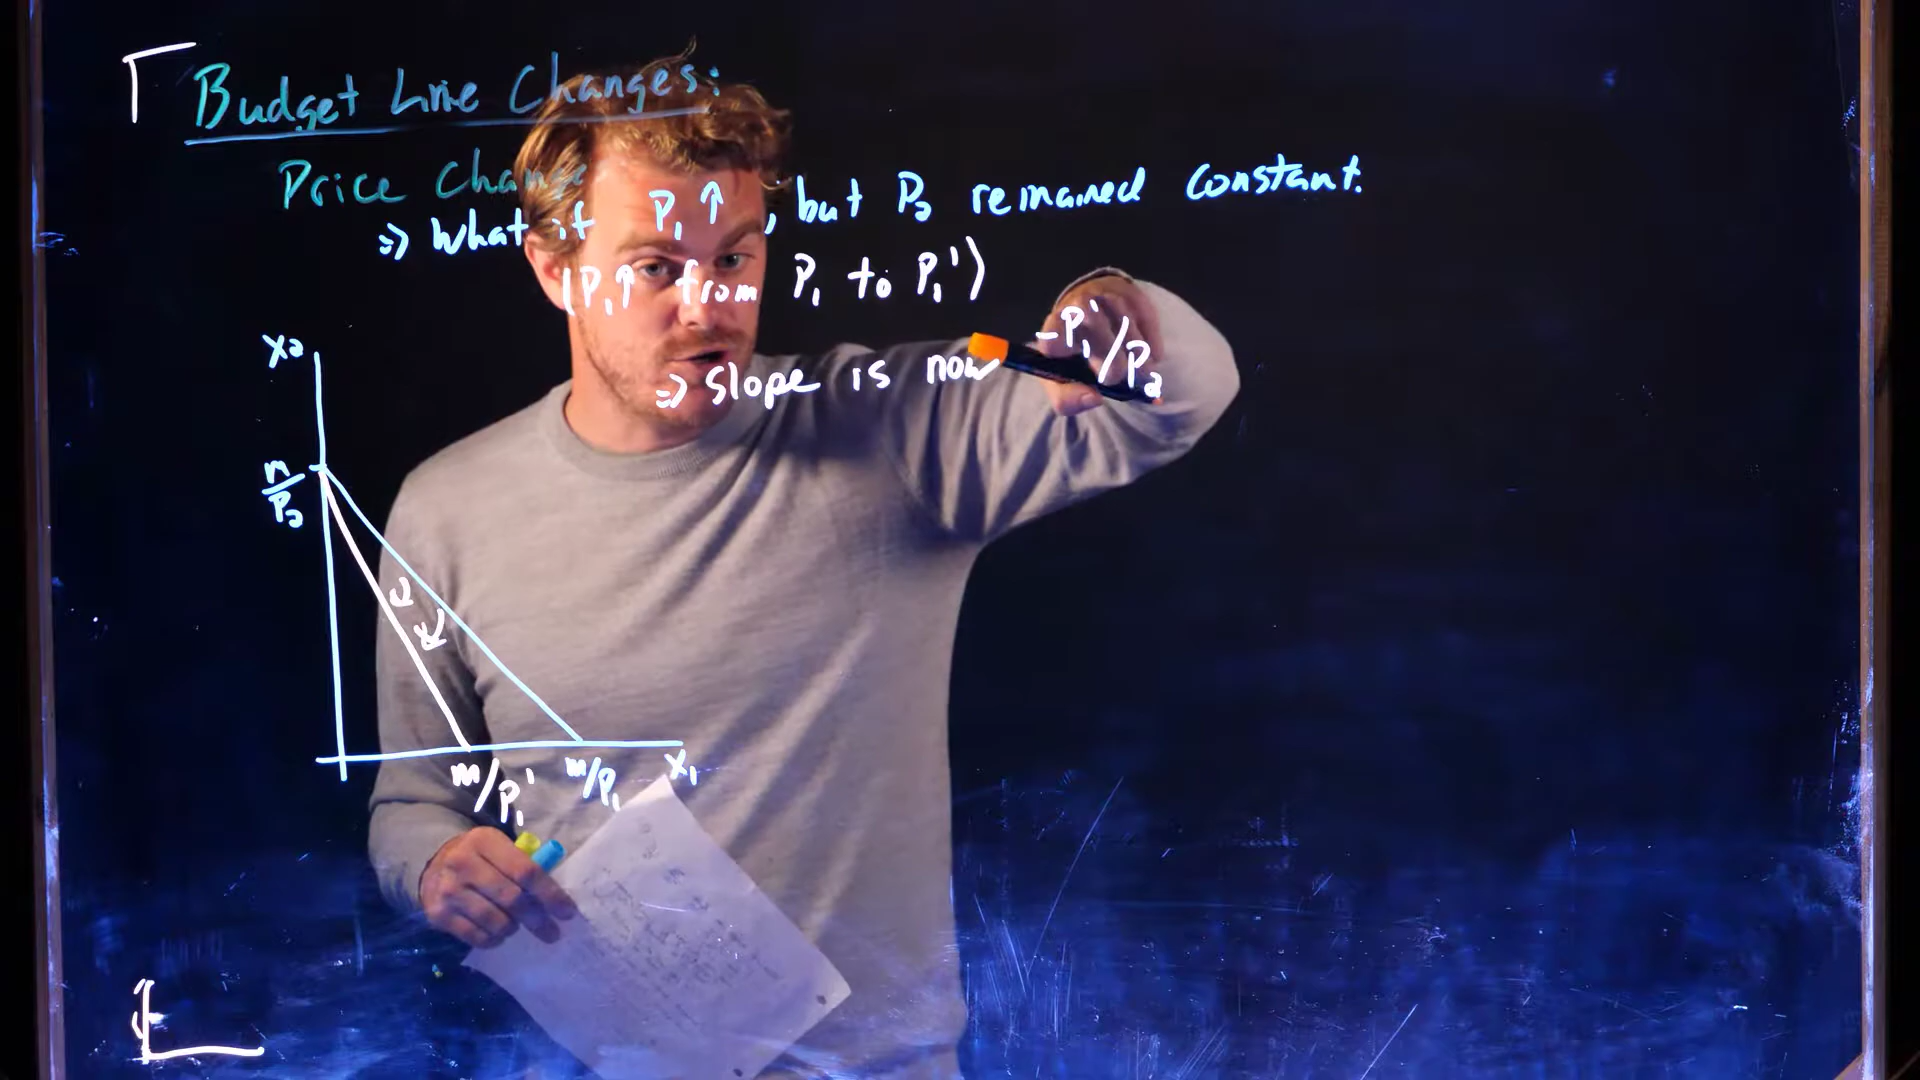 Budget Line Changes:
Price Change
⇒ What if P₁↑, but P₂ remained constant.
(P₁↑ from P₁ to P₁')
⇒ slope is now -P₁'/P₂
x₂
m/P₂
m/P₁' m/P₁ x₁